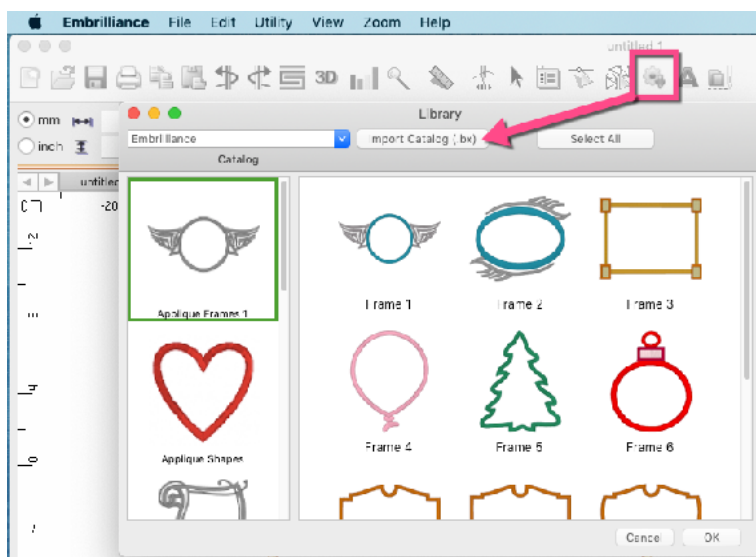 Embrilliance File Edit Utility View Zoom Help
untitled 1
3D
A
mm
inch
Library
Embrilliance
mport Catalog (.bx)
Select All
Catalog
untitled
-20
Applique Frames 1
Frame 1
Frame 2
Frame 3
Applique Shapes
Frame 4
Frame 5
Frame 6
Cancel
OK